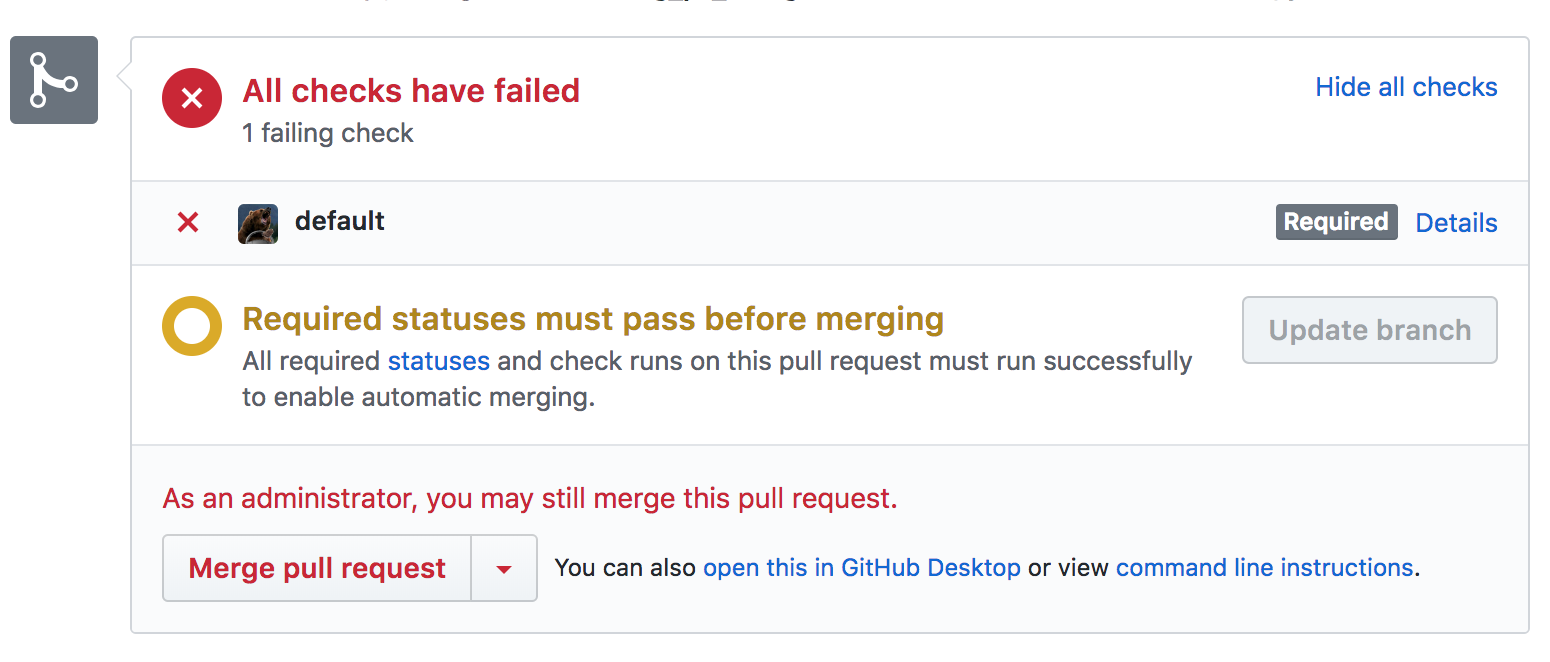 All checks have failed
Hide all checks
1 failing check
default
Required
Details
Required statuses must pass before merging
Update branch
All required statuses and check runs on this pull request must run successfully
to enable automatic merging.
As an administrator, you may still merge this pull request.
Merge pull request
You can also open this in GitHub Desktop or view command line instructions.